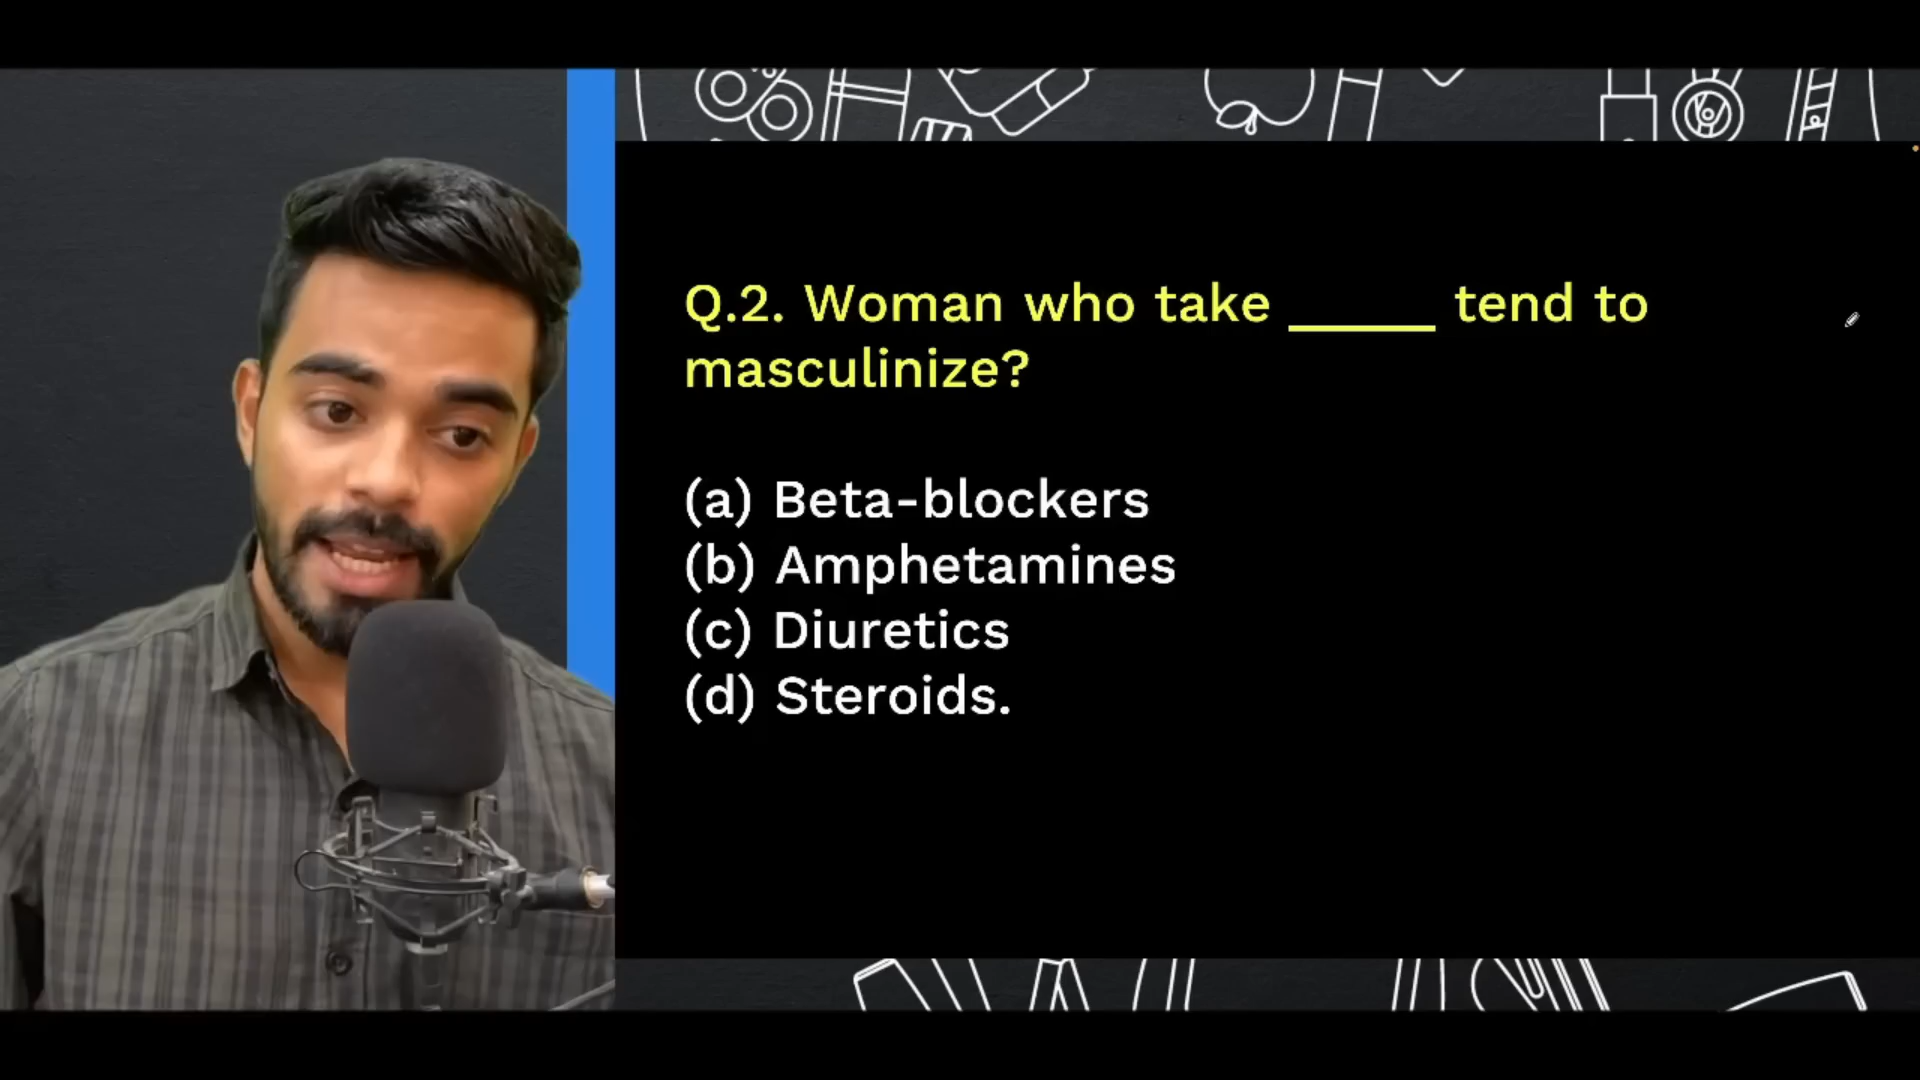 Q.2. Woman who take _____ tend to
masculinize?
(a) Beta-blockers
(b) Amphetamines
(c) Diuretics
(d) Steroids.